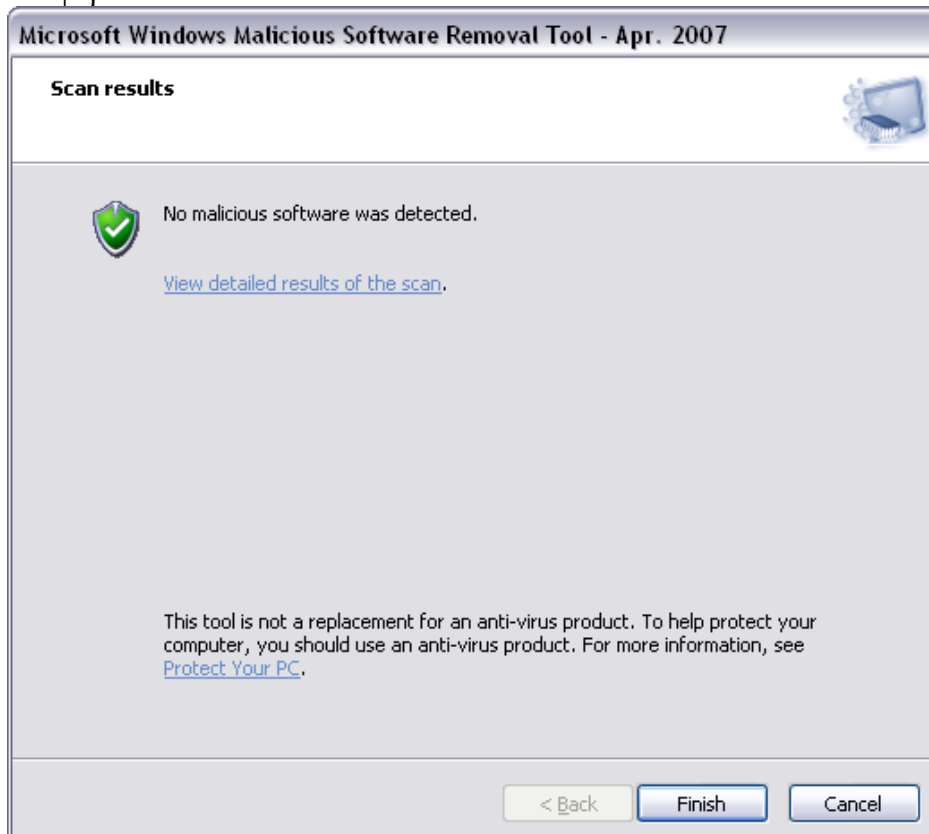 Microsoft Windows Malicious Software Removal Tool - Apr. 2007
Scan results
No malicious software was detected.
View detailed results of the scan.
This tool is not a replacement for an anti-virus product. To help protect your
computer, you should use an anti-virus product. For more information, see
Protect Your PC.
< Back Finish Cancel